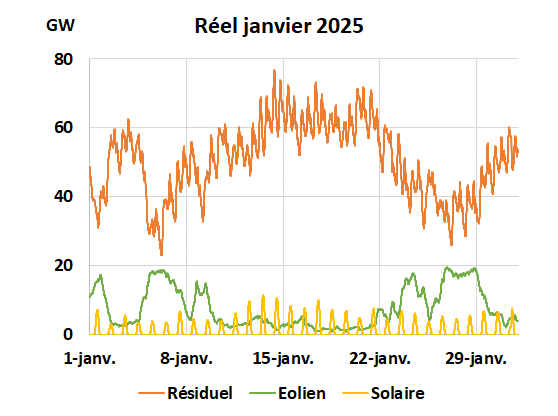 GW
Réel janvier 2025
80
60
40
20
0
1-janv. 8-janv. 15-janv. 22-janv. 29-janv.
Résiduel Eolien Solaire